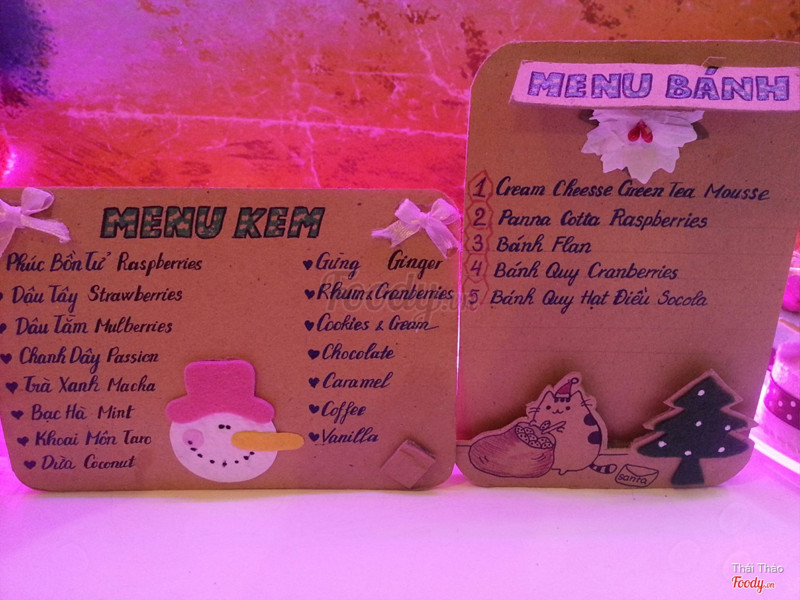 MENU KEM
Phúc Bồn Tử Raspberries
Dâu Tây Strawberries
Dâu Tằm Mulberries
Chanh Dây Passion
Trà Xanh Macha
Bạc Hà Mint
Khoai Môn Taro
Dừa Coconut
Gừng Ginger
Rhum & Cranberries
Cookies & Cream
Chocolate
Caramel
Coffee
Vanilla
MENU BÁNH
1 Cream Cheesse Green Tea Mousse
2 Panna Cotta Raspberries
3 Bánh Flan
4 Bánh Quy Cranberries
5 Bánh Quy Hạt Điều Socola
santa
foody.vn
Thái Thảo
Foody.vn